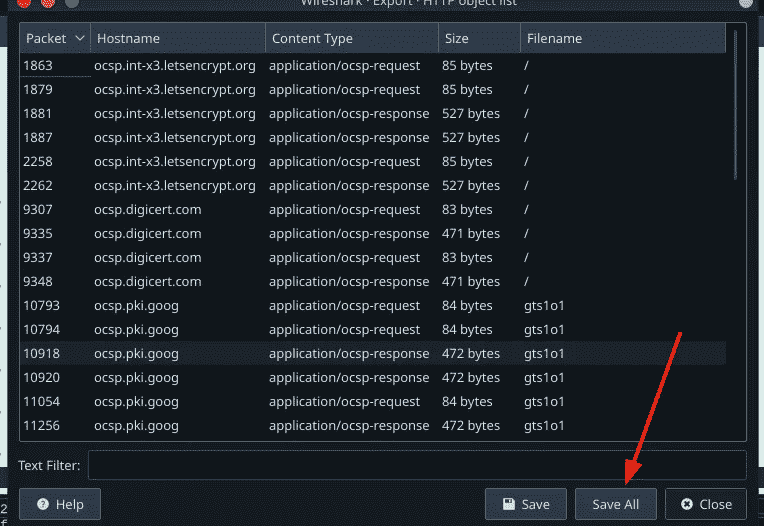 Wireshark · Export · HTTP object list
Packet Hostname Content Type Size Filename
1863 ocsp.int-x3.letsencrypt.org application/ocsp-request 85 bytes /
1879 ocsp.int-x3.letsencrypt.org application/ocsp-request 85 bytes /
1881 ocsp.int-x3.letsencrypt.org application/ocsp-response 527 bytes /
1887 ocsp.int-x3.letsencrypt.org application/ocsp-response 527 bytes /
2258 ocsp.int-x3.letsencrypt.org application/ocsp-request 85 bytes /
2262 ocsp.int-x3.letsencrypt.org application/ocsp-response 527 bytes /
9307 ocsp.digicert.com application/ocsp-request 83 bytes /
9335 ocsp.digicert.com application/ocsp-response 471 bytes /
9337 ocsp.digicert.com application/ocsp-request 83 bytes /
9348 ocsp.digicert.com application/ocsp-response 471 bytes /
10793 ocsp.pki.goog application/ocsp-request 84 bytes gts1o1
10794 ocsp.pki.goog application/ocsp-request 84 bytes gts1o1
10918 ocsp.pki.goog application/ocsp-response 472 bytes gts1o1
10920 ocsp.pki.goog application/ocsp-response 472 bytes gts1o1
11054 ocsp.pki.goog application/ocsp-request 84 bytes gts1o1
11256 ocsp.pki.goog application/ocsp-response 472 bytes gts1o1
Text Filter:
Help Save Save All Close